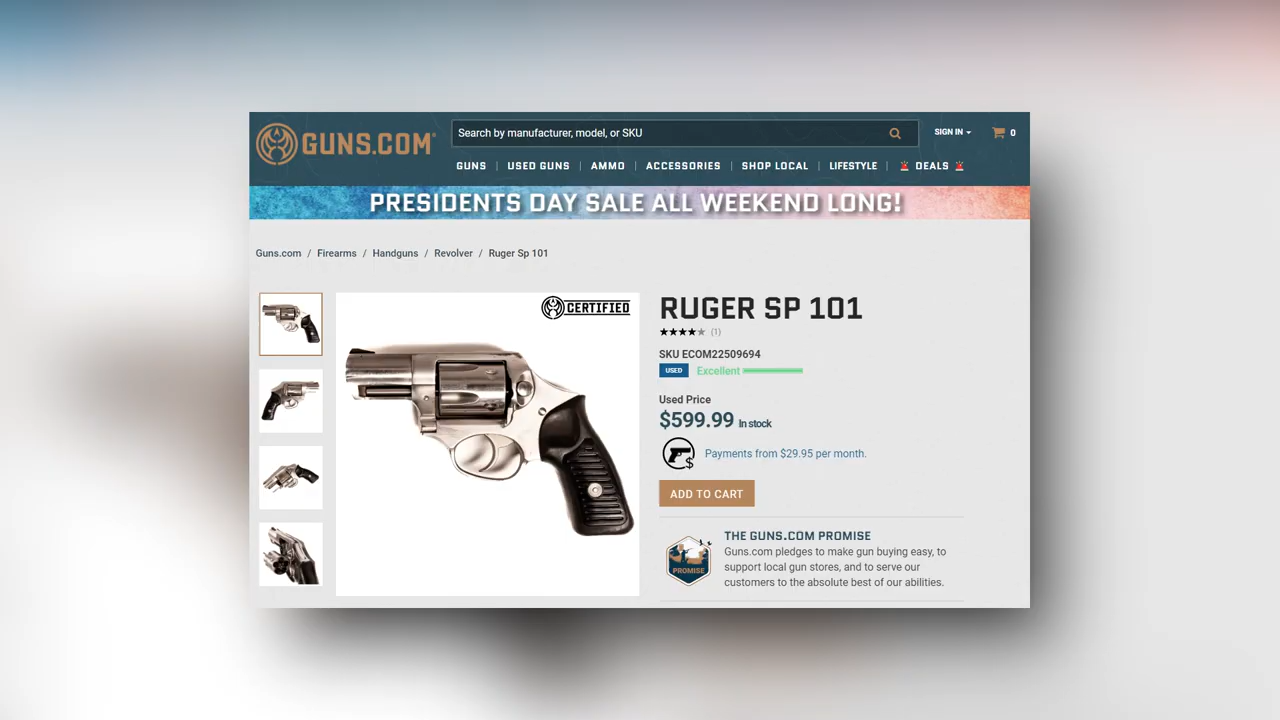 GUNS.COM®
Search by manufacturer, model, or SKU
SIGN IN
0
GUNS | USED GUNS | AMMO | ACCESSORIES | SHOP LOCAL | LIFESTYLE | DEALS
PRESIDENTS DAY SALE ALL WEEKEND LONG!
Guns.com / Firearms / Handguns / Revolver / Ruger Sp 101
CERTIFIED
RUGER SP 101
(1)
SKU ECOM22509694
USED Excellent
Used Price
$599.99 In stock
$
Payments from $29.95 per month.
ADD TO CART
THE GUNS.COM PROMISE
Guns.com pledges to make gun buying easy, to
support local gun stores, and to serve our
customers to the absolute best of our abilities.
PROMISE